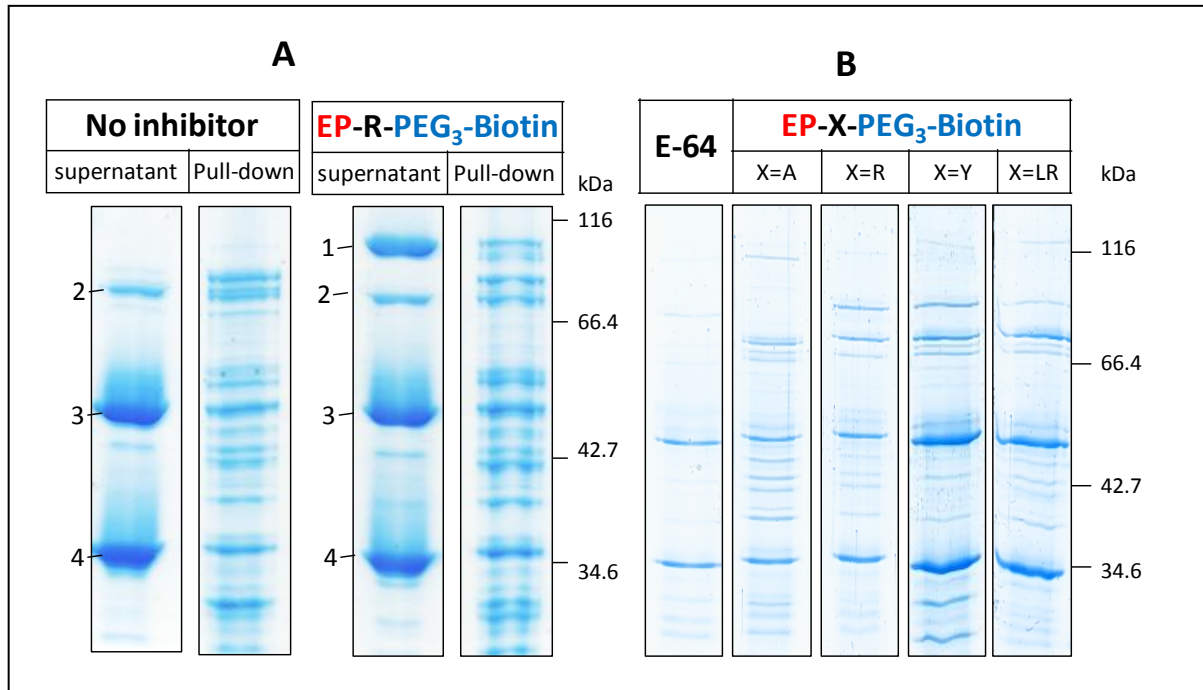 A
B
No inhibitor
EP-R-PEG3-Biotin
supernatant Pull-down
supernatant Pull-down
kDa
E-64
EP-X-PEG3-Biotin
X=A X=R X=Y X=LR
kDa
116
1
2
2
66.4
3
3
42.7
4
4
34.6
116
66.4
42.7
34.6